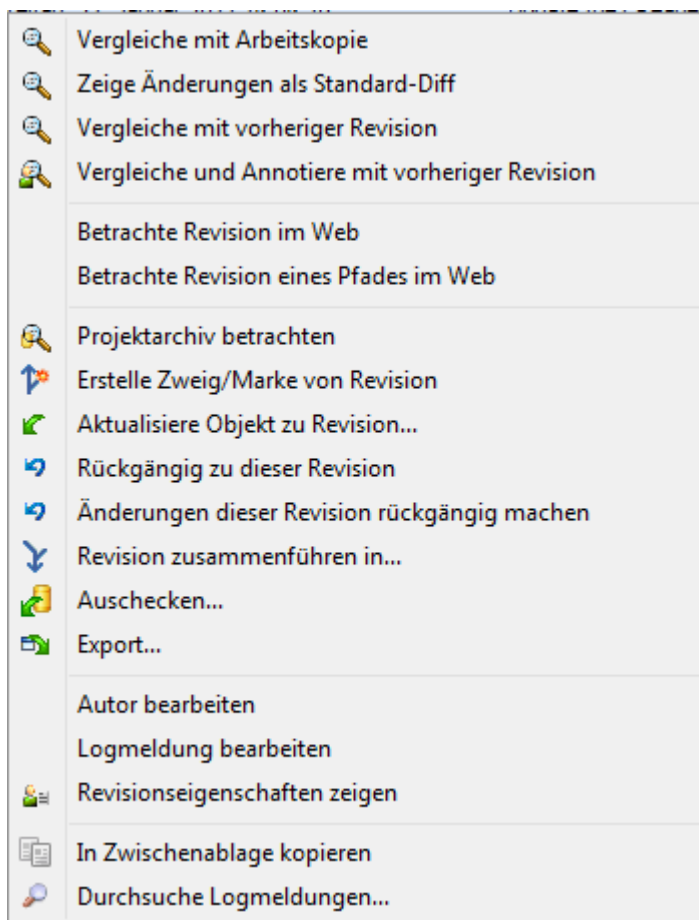 Vergleiche mit Arbeitskopie
Zeige Änderungen als Standard-Diff
Vergleiche mit vorheriger Revision
Vergleiche und Annotiere mit vorheriger Revision
Betrachte Revision im Web
Betrachte Revision eines Pfades im Web
Projektarchiv betrachten
Erstelle Zweig/Marke von Revision
Aktualisiere Objekt zu Revision...
Rückgängig zu dieser Revision
Änderungen dieser Revision rückgängig machen
Revision zusammenführen in...
Auschecken...
Export...
Autor bearbeiten
Logmeldung bearbeiten
Revisionseigenschaften zeigen
In Zwischenablage kopieren
Durchsuche Logmeldungen...